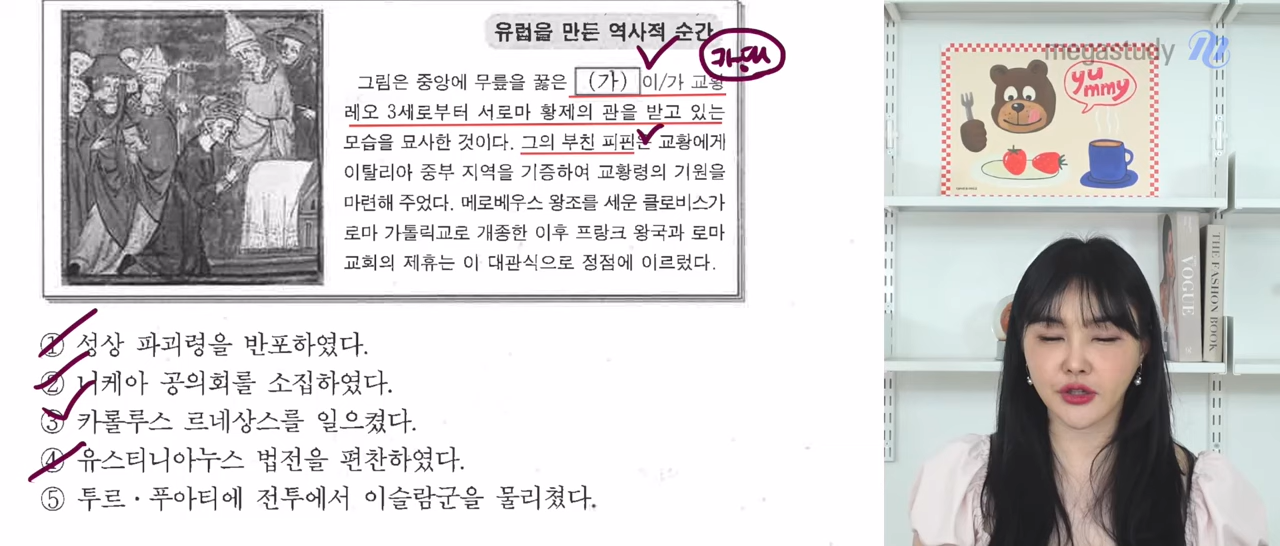 유럽을 만든 역사적 순간
카롤루스
그림은 중앙에 무릎을 꿇은 (가) 이/가 교황
레오 3세로부터 서로마 황제의 관을 받고 있는
모습을 묘사한 것이다. 그의 부친 피핀은 교황에게
이탈리아 중부 지역을 기증하여 교황령의 기원을
마련해 주었다. 메로베우스 왕조를 세운 클로비스가
로마 가톨릭교로 개종한 이후 프랑크 왕국과 로마
교회의 제휴는 이 대관식으로 정점에 이르렀다.
① 성상 파괴령을 반포하였다.
② 니케아 공의회를 소집하였다.
③ 카롤루스 르네상스를 일으켰다.
④ 유스티니아누스 법전을 편찬하였다.
⑤ 투르·푸아티에 전투에서 이슬람군을 물리쳤다.
megastudy
yu
mmy
VOGUE
THE FASHION BOOK